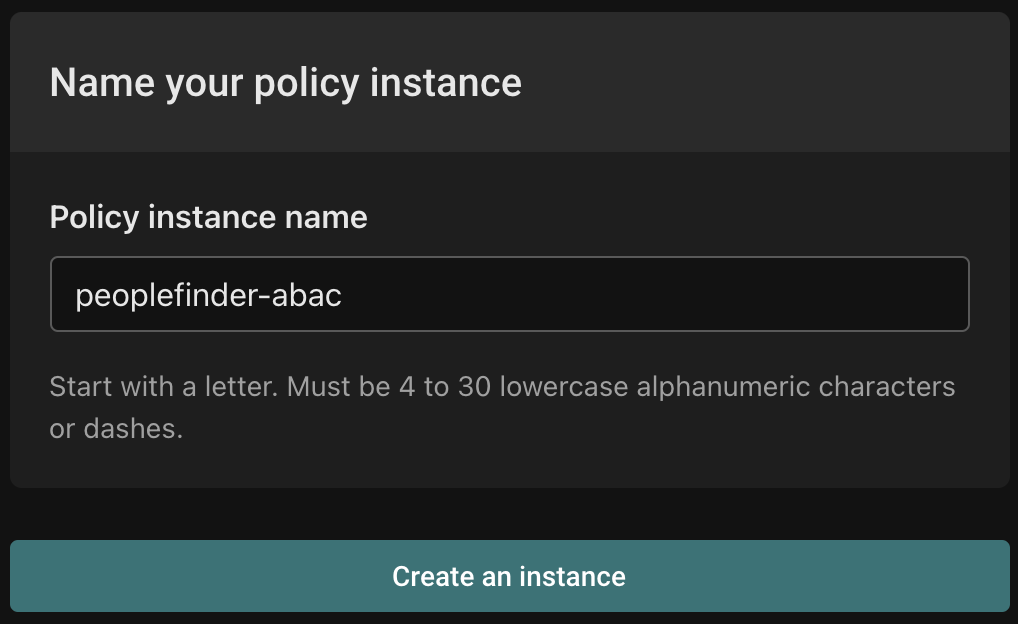 Name your policy instance
Policy instance name
peoplefinder-abac
Start with a letter. Must be 4 to 30 lowercase alphanumeric characters
or dashes.
Create an instance